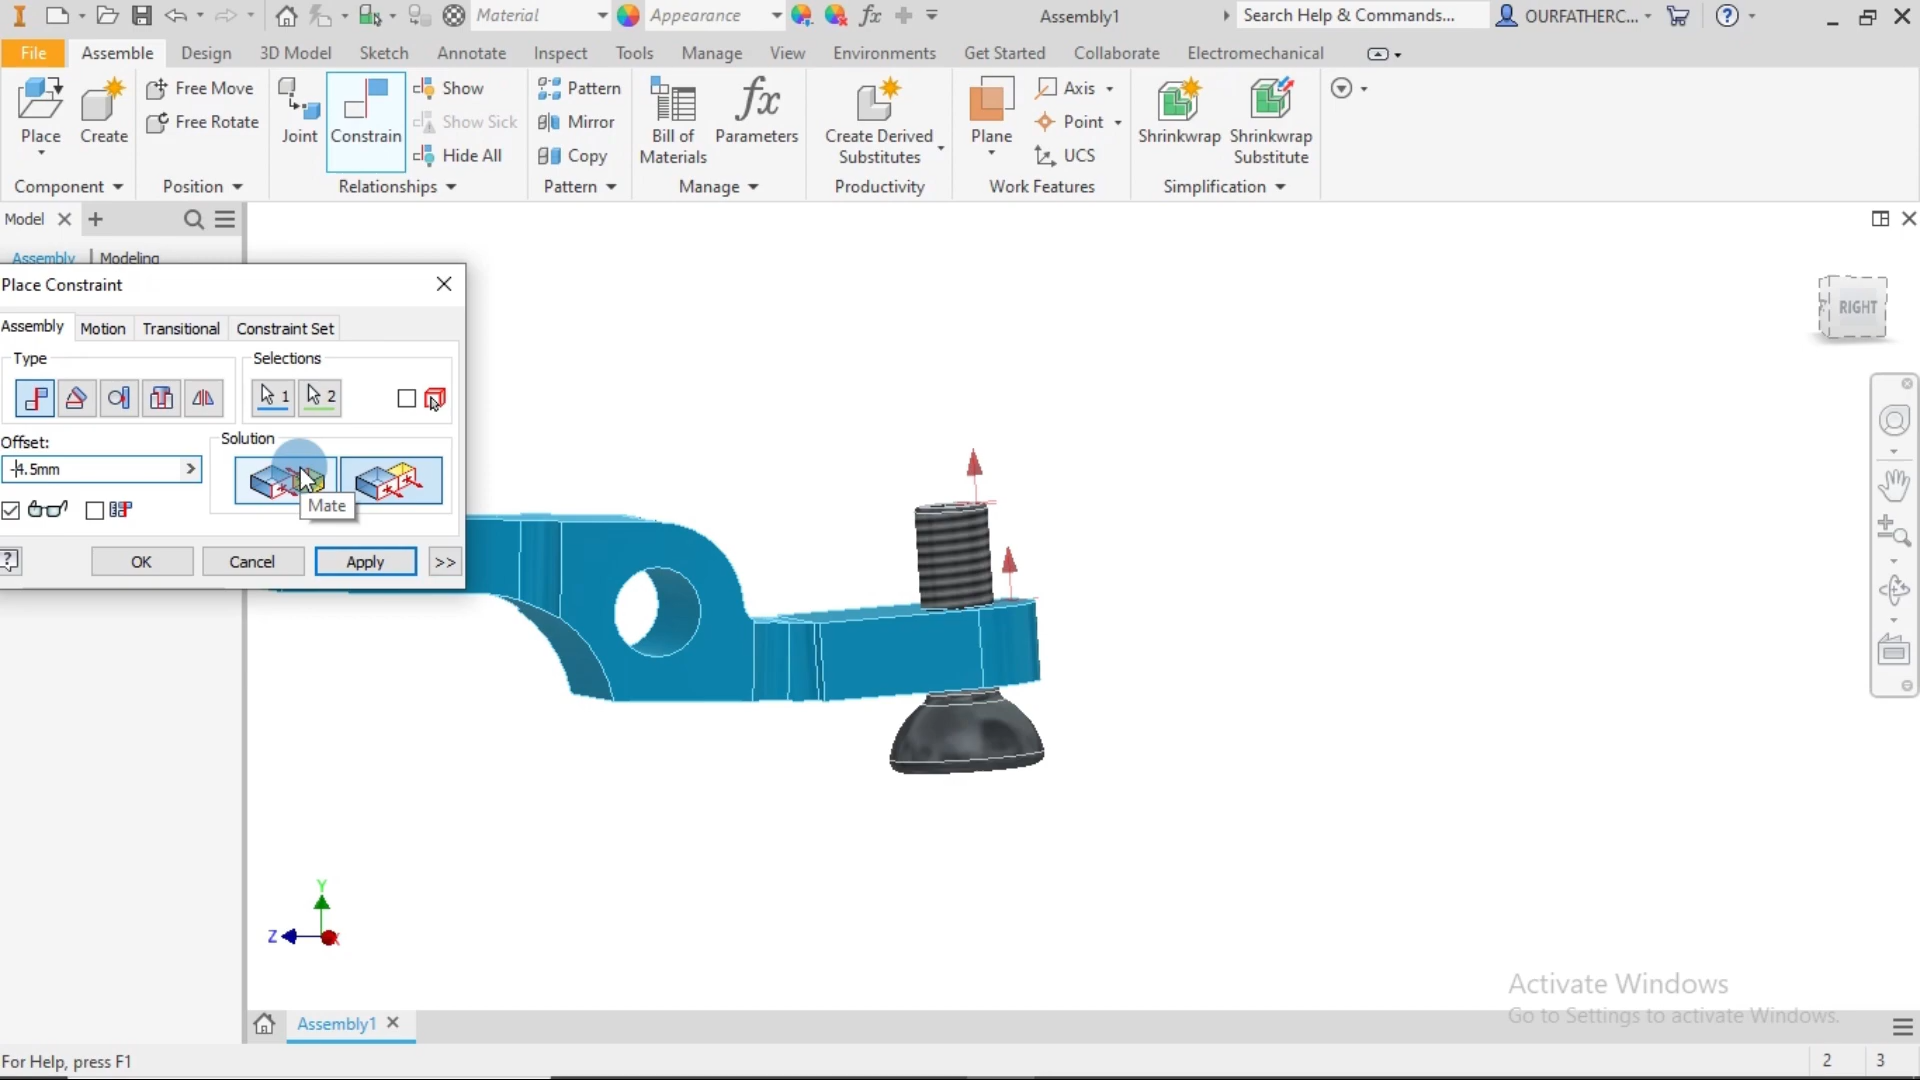 Material
Appearance
Assembly1
Search Help & Commands...
OURFATHERC...
File
Assemble
Design
3D Model
Sketch
Annotate
Inspect
Tools
Manage
View
Environments
Get Started
Collaborate
Electromechanical
Place
Create
Free Move
Free Rotate
Joint
Constrain
Show
Show Sick
Hide All
Pattern
Mirror
Copy
Bill of
Materials
Parameters
Create Derived
Substitutes
Plane
Axis
Point
UCS
Shrinkwrap
Shrinkwrap
Substitute
Component
Position
Relationships
Pattern
Manage
Productivity
Work Features
Simplification
Model
Assembly
Modeling
Place Constraint
Assembly
Motion
Transitional
Constraint Set
Type
Selections
1
2
Offset:
-4.5mm
Solution
Mate
OK
Cancel
Apply
>>
RIGHT
Y
Z
X
Activate Windows
Go to Settings to activate Windows.
Assembly1
For Help, press F1
2
3